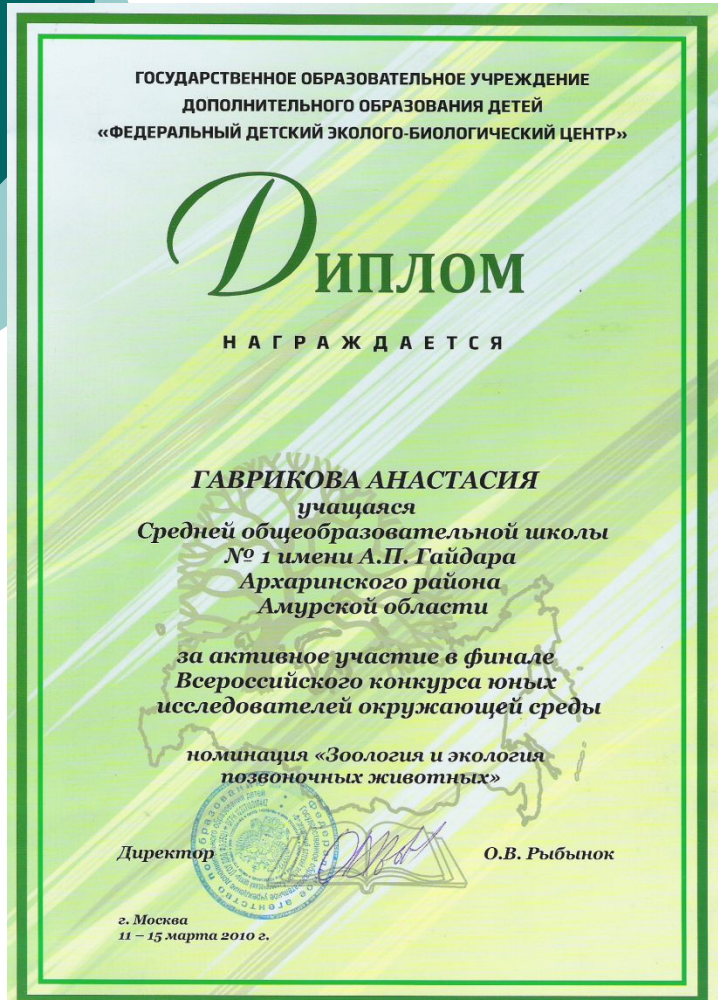 ГОСУДАРСТВЕННОЕ ОБРАЗОВАТЕЛЬНОЕ УЧРЕЖДЕНИЕ
ДОПОЛНИТЕЛЬНОГО ОБРАЗОВАНИЯ ДЕТЕЙ
«ФЕДЕРАЛЬНЫЙ ДЕТСКИЙ ЭКОЛОГО-БИОЛОГИЧЕСКИЙ ЦЕНТР»
ДИПЛОМ
НАГРАЖДАЕТСЯ
ГАВРИКОВА АНАСТАСИЯ
учащаяся
Средней общеобразовательной школы
№ 1 имени А.П. Гайдара
Архаринского района
Амурской области
за активное участие в финале
Всероссийского конкурса юных
исследователей окружающей среды
номинация «Зоология и экология
позвоночных животных»
Директор
О.В. Рыбынок
г. Москва
11 – 15 марта 2010 г.